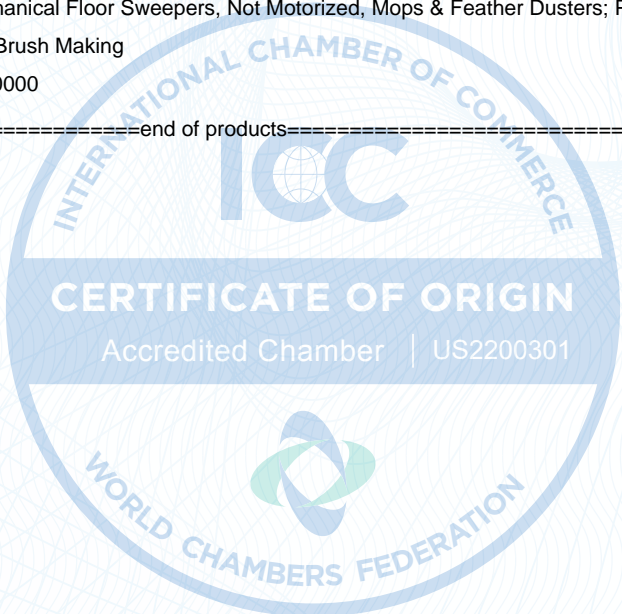 anical Floor Sweepers, Not Motorized, Mops & Feather Dusters; P
Brush Making
0000
============end of products===========================
INTERNATIONAL CHAMBER OF COMMERCE
ICC
CERTIFICATE OF ORIGIN
Accredited Chamber | US2200301
WORLD CHAMBERS FEDERATION